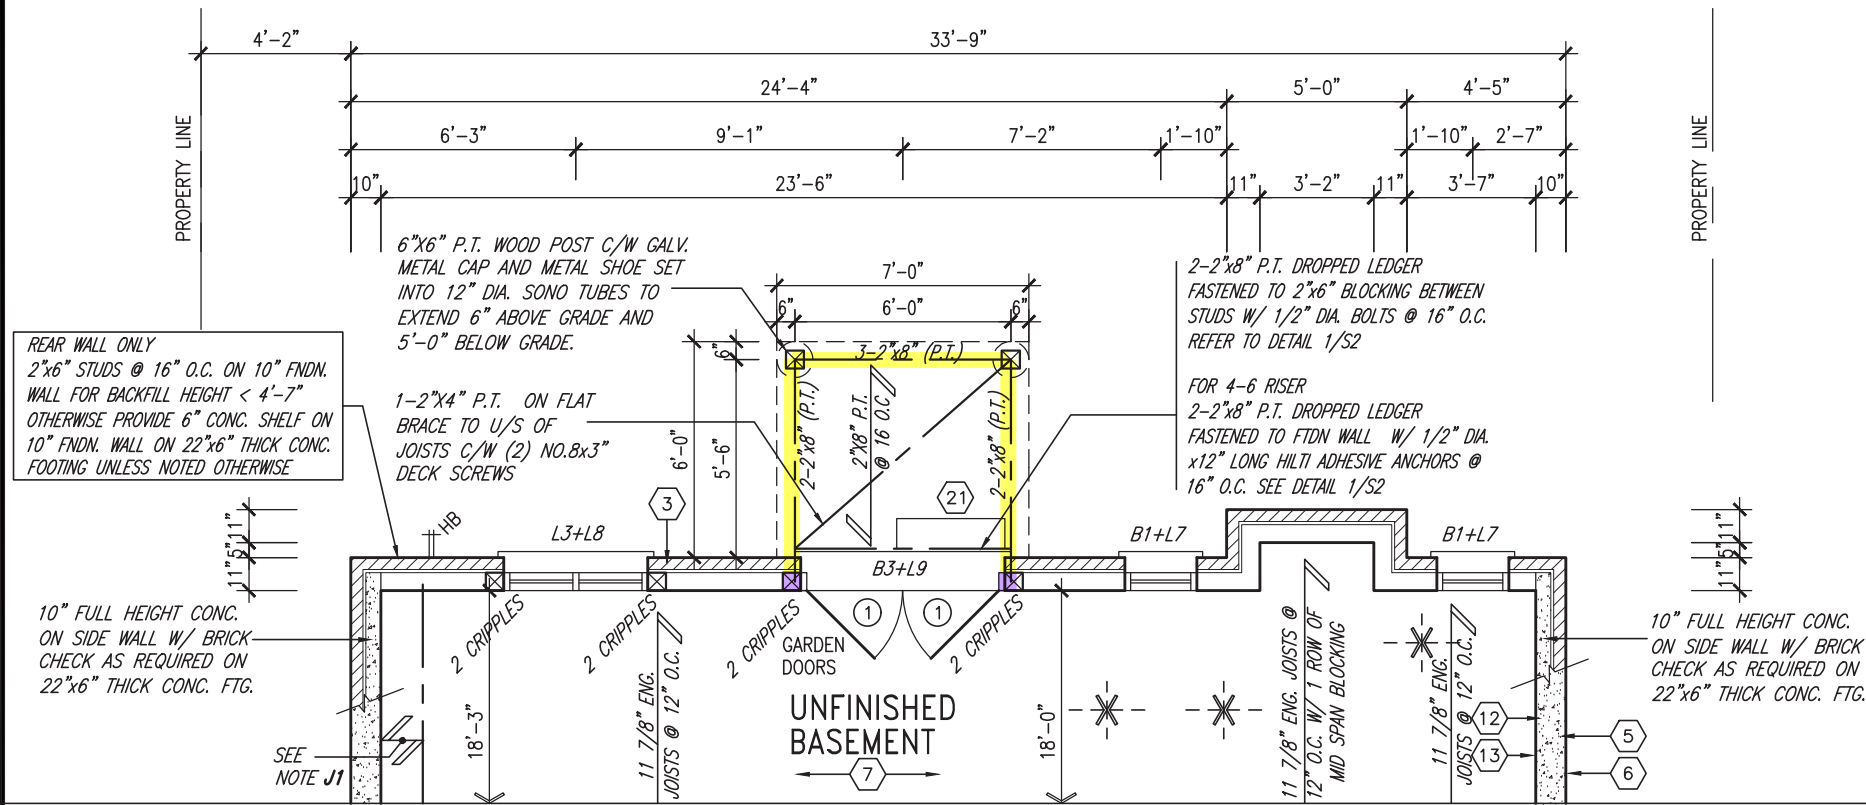 4'-2"
33'-9"
24'-4"
5'-0"
4'-5"
6'-3"
9'-1"
7'-2"
1'-10"
1'-10"
2'-7"
10"
23'-6"
11"
3'-2"
11"
3'-7"
10"
PROPERTY LINE
PROPERTY LINE
6"X6" P.T. WOOD POST C/W GALV.
METAL CAP AND METAL SHOE SET
INTO 12" DIA. SONO TUBES TO
EXTEND 6" ABOVE GRADE AND
5'-0" BELOW GRADE.
7'-0"
6"
6'-0"
6"
2-2"x8" P.T. DROPPED LEDGER
FASTENED TO 2"x6" BLOCKING BETWEEN
STUDS W/ 1/2" DIA. BOLTS @ 16" O.C.
REFER TO DETAIL 1/S2
FOR 4-6 RISER
2-2"x8" P.T. DROPPED LEDGER
FASTENED TO FTDN WALL W/ 1/2" DIA.
x12" LONG HILTI ADHESIVE ANCHORS @
16" O.C. SEE DETAIL 1/S2
REAR WALL ONLY
2"x6" STUDS @ 16" O.C. ON 10" FNDN.
WALL FOR BACKFILL HEIGHT < 4'-7"
OTHERWISE PROVIDE 6" CONC. SHELF ON
10" FNDN. WALL ON 22"x6" THICK CONC.
FOOTING UNLESS NOTED OTHERWISE
1-2"X4" P.T. ON FLAT
BRACE TO U/S OF
JOISTS C/W (2) NO.8x3"
DECK SCREWS
6"
6'-0"
5'-6"
3-2"x8" (P.T.)
2-2"x8" (P.T.)
2"X8" P.T.
@ 16 O.C
2-2"x8" (P.T.)
21
3
HB
L3+L8
B3+L9
B1+L7
B1+L7
11"
5"
11"
11"
5"
11"
10" FULL HEIGHT CONC.
ON SIDE WALL W/ BRICK
CHECK AS REQUIRED ON
22"x6" THICK CONC. FTG.
2 CRIPPLES
2 CRIPPLES
2 CRIPPLES
2 CRIPPLES
1
1
GARDEN
DOORS
UNFINISHED
BASEMENT
7
18'-3"
11 7/8" ENG.
JOISTS @ 12" O.C.
18'-0"
11 7/8" ENG. JOISTS @
12" O.C. W/ 1 ROW OF
MID SPAN BLOCKING
11 7/8" ENG.
JOISTS @ 12" O.C.
12
13
5
6
10" FULL HEIGHT CONC.
ON SIDE WALL W/ BRICK
CHECK AS REQUIRED ON
22"x6" THICK CONC. FTG.
SEE
NOTE J1